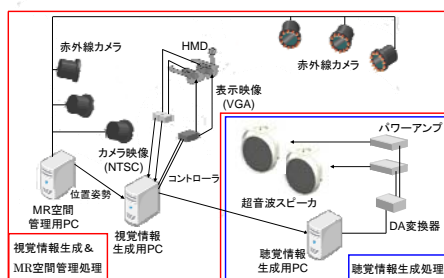 赤外線カメラ
HMD
赤外線カメラ
表示映像
(VGA)
カメラ映像
(NTSC)
パワーアンプ
コントローラ
位置姿勢
超音波スピーカ
MR空間
管理用PC
視覚情報
生成用PC
DA変換器
聴覚情報
生成用PC
視覚情報生成&
MR空間管理処理
聴覚情報生成処理